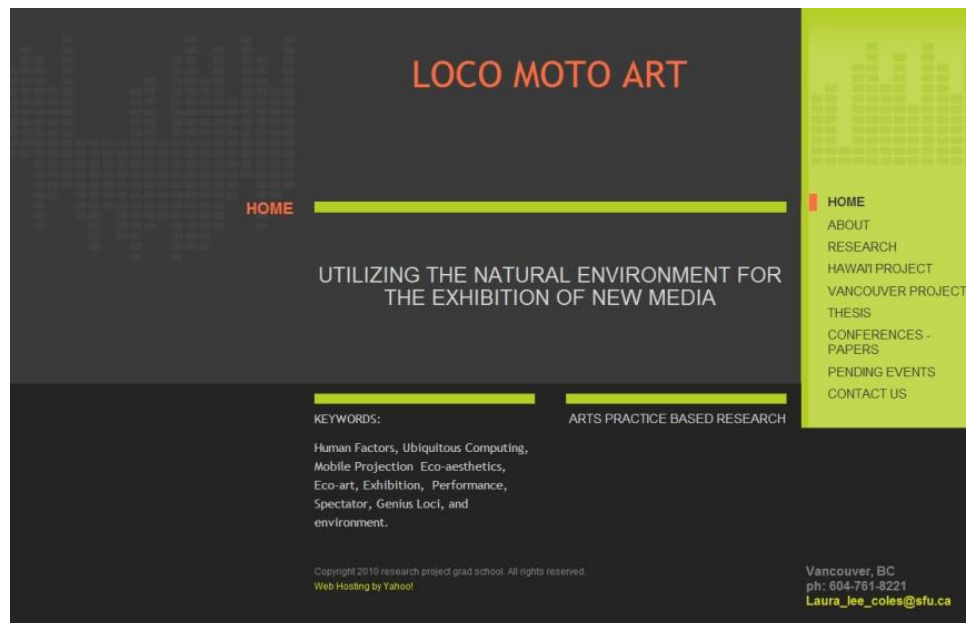 LOCO MOTO ART
HOME
UTILIZING THE NATURAL ENVIRONMENT FOR
THE EXHIBITION OF NEW MEDIA
HOME
ABOUT
RESEARCH
HAWAI'I PROJECT
VANCOUVER PROJECT
THESIS
CONFERENCES -
PAPERS
PENDING EVENTS
CONTACT US
KEYWORDS:
Human Factors, Ubiquitous Computing,
Mobile Projection Eco-aesthetics,
Eco-art, Exhibition, Performance,
Spectator, Genius Loci, and
environment.
ARTS PRACTICE BASED RESEARCH
Copyright 2010 research project grad school. All rights reserved.
Web Hosting by Yahoo!
Vancouver, BC
ph: 604-761-8221
Laura_lee_coles@sfu.ca